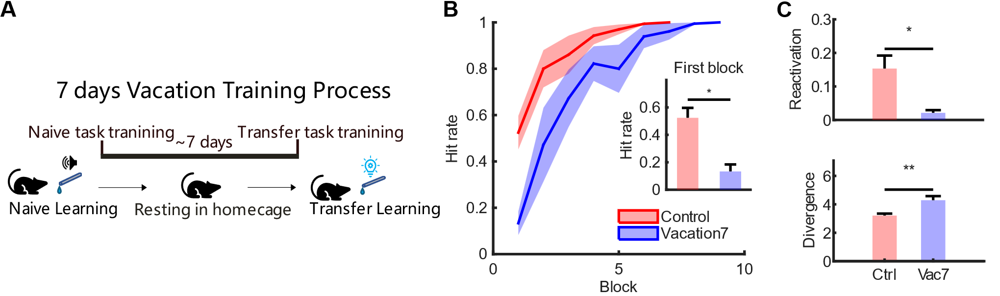 A
7 days Vacation Training Process
Naive task tranining
~7 days
Transfer task tranining
Naive Learning
Resting in homecage
Transfer Learning
B
1
0.8
0.6
0.4
0.2
0
Hit rate
0
5
10
Block
First block
*
0.6
0.4
0.2
0
Hit rate
Control
Vacation7
C
0.3
0.2
0.1
0
Reactivation
*
6
4
2
0
Divergence
**
Ctrl
Vac7